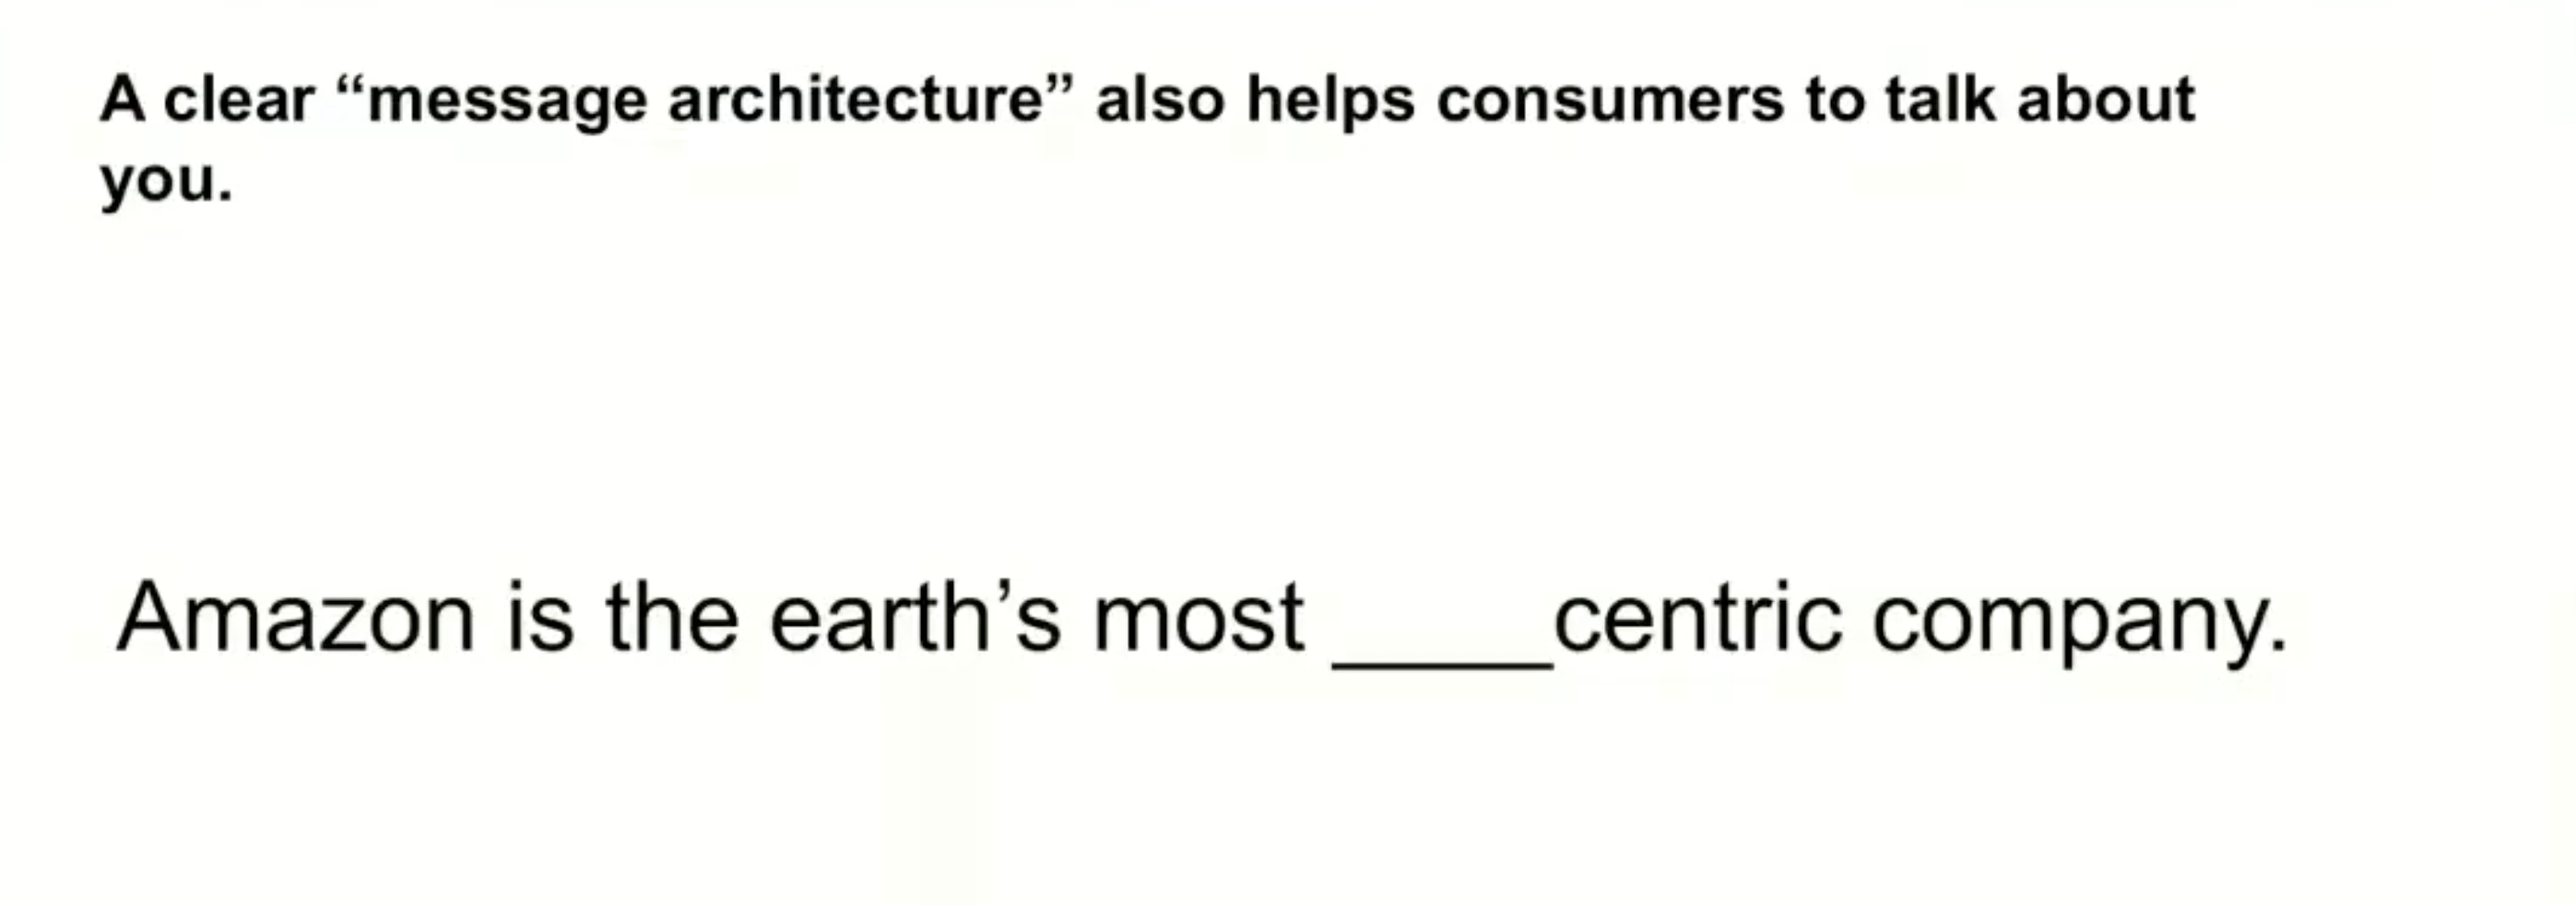 A clear “message architecture” also helps consumers to talk about
you.
Amazon is the earth’s most _____centric company.